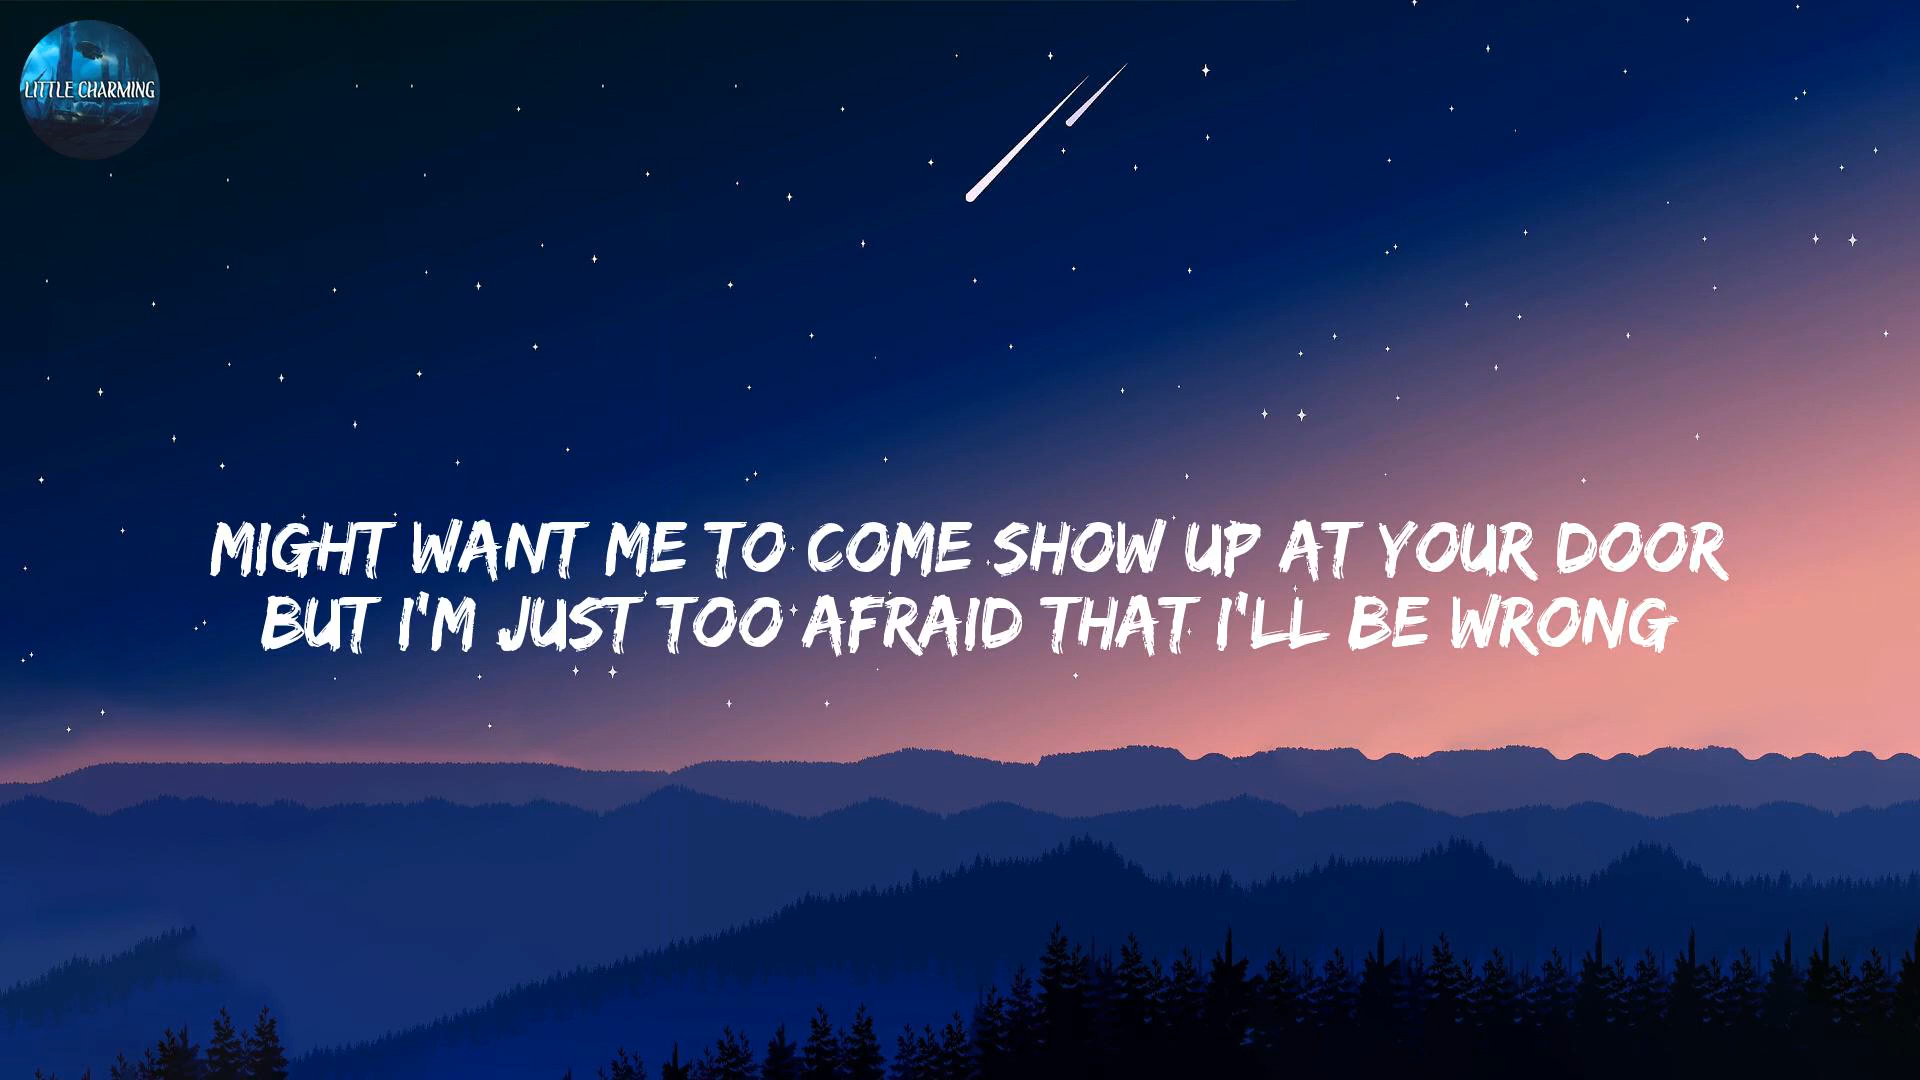 LITTLE CHARMING
MIGHT WANT ME TO COME SHOW UP AT YOUR DOOR
BUT I'M JUST TOO AFRAID THAT I'LL BE WRONG